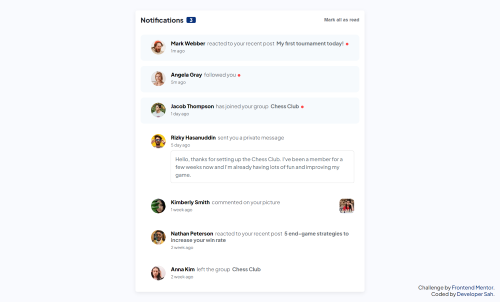 Notifications 3
Mark all as read
Mark Webber reacted to your recent post My first tournament today!
1m ago
Angela Gray followed you
5m ago
Jacob Thompson has joined your group Chess Club
1 day ago
Rizky Hasanuddin sent you a private message
5 day ago
Hello, thanks for setting up the Chess Club. I've been a member for a
few weeks now and I'm already having lots of fun and improving my
game.
Kimberly Smith commented on your picture
1 week ago
Nathan Peterson reacted to your recent post 5 end-game strategies to
increase your win rate
2 week ago
Anna Kim left the group Chess Club
2 week ago
Challenge by Frontend Mentor.
Coded by Developer Sah.